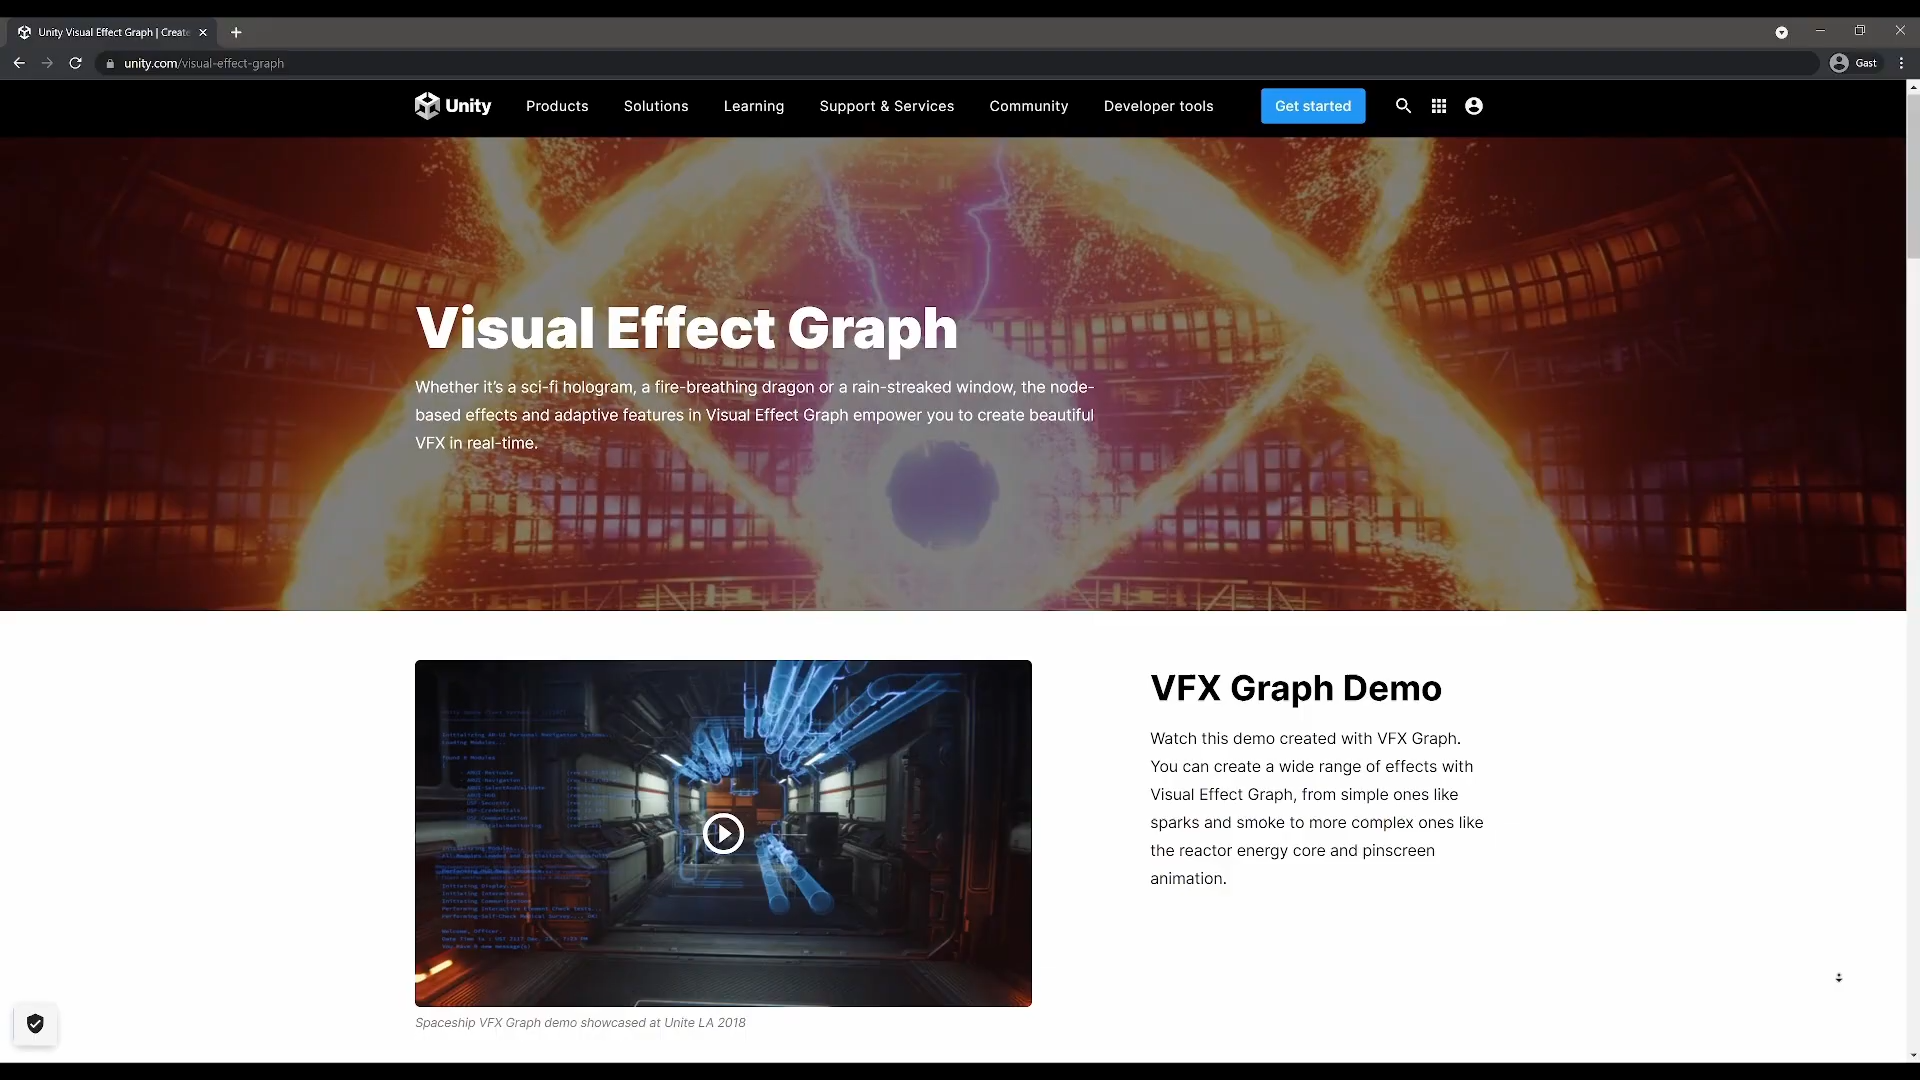 Unity Visual Effect Graph | Create
unity.com/visual-effect-graph
Gast
Unity
Products
Solutions
Learning
Support & Services
Community
Developer tools
Get started
Visual Effect Graph
Whether it's a sci-fi hologram, a fire-breathing dragon or a rain-streaked window, the node-
based effects and adaptive features in Visual Effect Graph empower you to create beautiful
VFX in real-time.
VFX Graph Demo
Watch this demo created with VFX Graph.
You can create a wide range of effects with
Visual Effect Graph, from simple ones like
sparks and smoke to more complex ones like
the reactor energy core and pinscreen
animation.
Spaceship VFX Graph demo showcased at Unite LA 2018